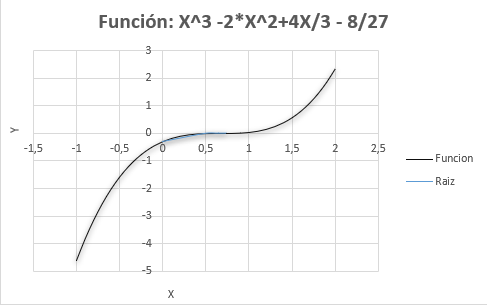 Función: X^3 -2*X^2+4X/3 - 8/27
3
2
1
0
-1,5 -1 -0,5 0 0,5 1 1,5 2 2,5
-1
-2
-3
-4
-5
Y
X
Funcion
Raiz